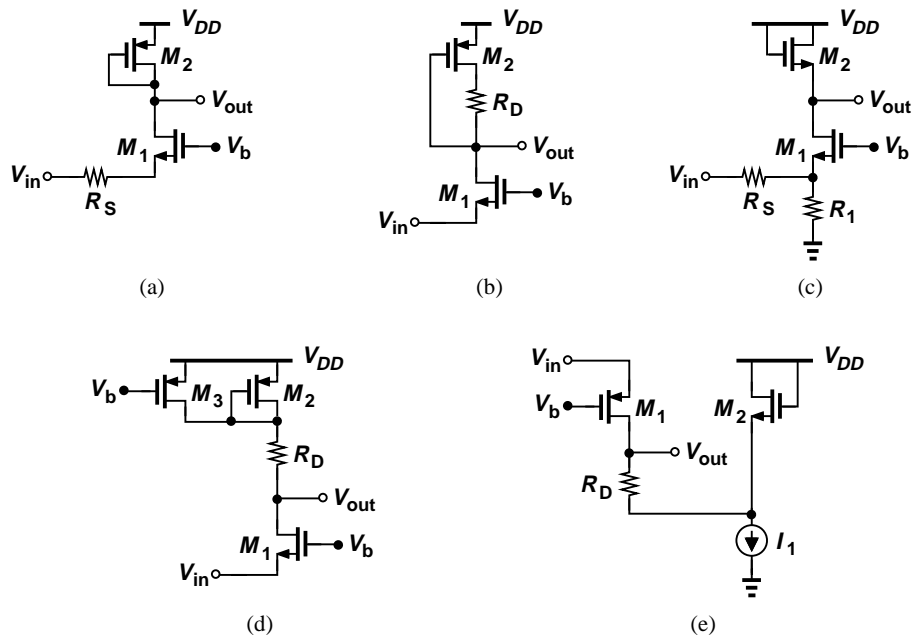 V_DD
M_2
V_out
M_1
V_b
V_in
R_S
(a)
V_DD
M_2
R_D
V_out
M_1
V_b
V_in
(b)
V_DD
M_2
V_out
M_1
V_b
V_in
R_S
R_1
(c)
V_DD
V_b
M_3
M_2
R_D
V_out
M_1
V_b
V_in
(d)
V_in
V_DD
V_b
M_1
M_2
V_out
R_D
I_1
(e)